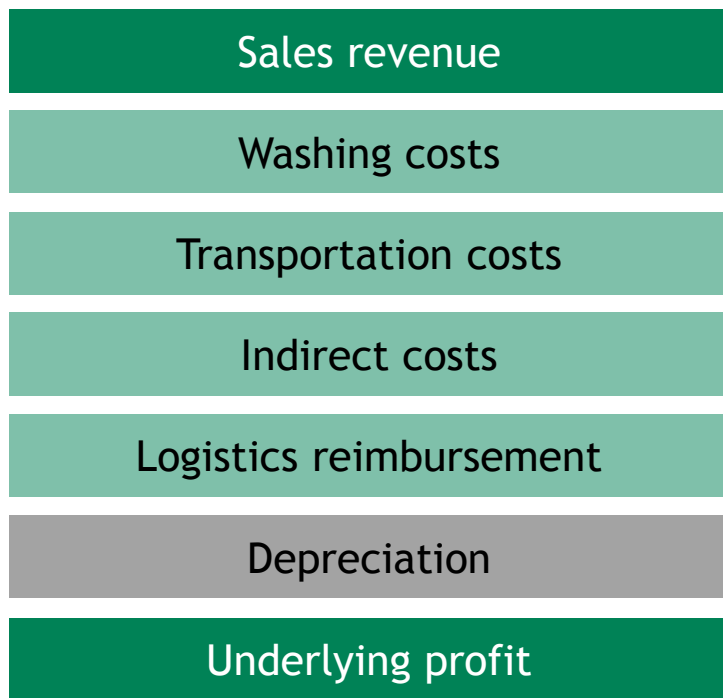 Sales revenue
Washing costs
Transportation costs
Indirect costs
Logistics reimbursement
Depreciation
Underlying profit